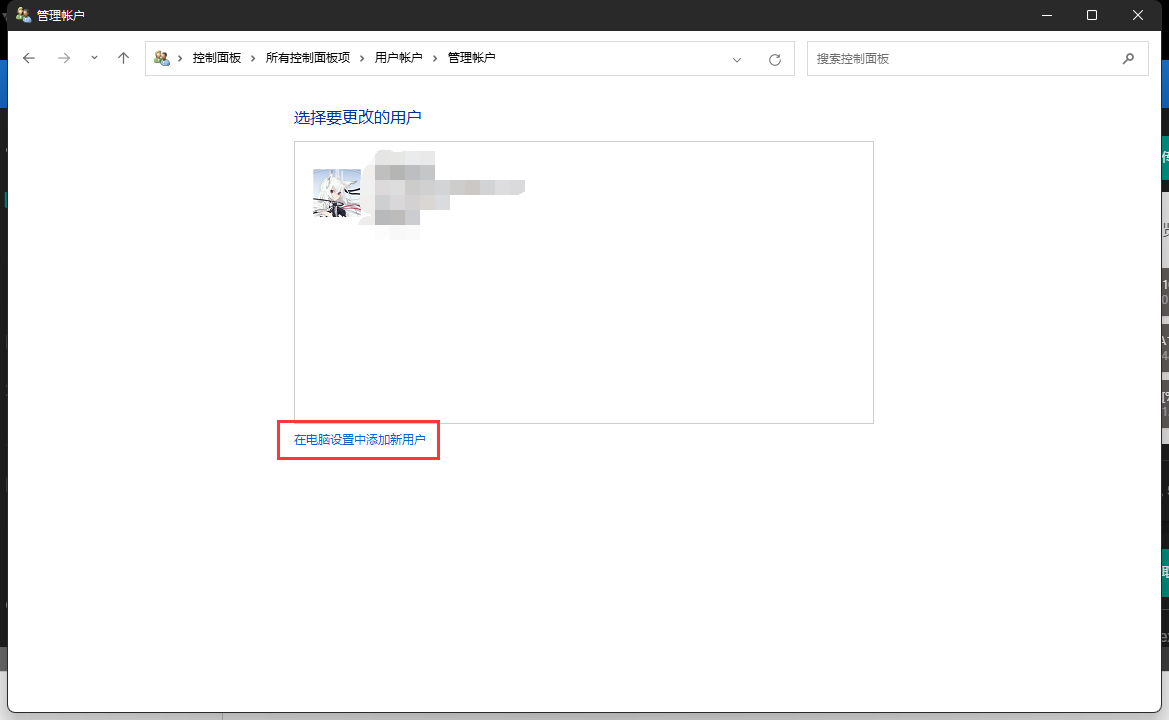 管理帐户
控制面板 › 所有控制面板项 › 用户帐户 › 管理帐户
搜索控制面板
选择要更改的用户
在电脑设置中添加新用户